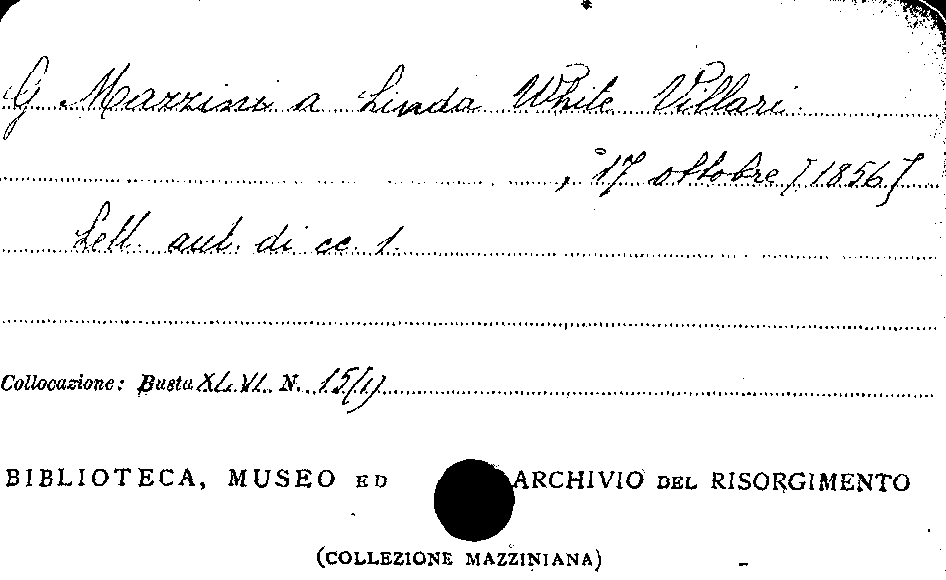 G Mazzini a Linda White Villari
, 17 ottobre [1856]
Lett. aut. di cc. 1.
Collocazione: Busta XLVI N. 15(1)
BIBLIOTECA, MUSEO ED ARCHIVIO DEL RISORGIMENTO
(COLLEZIONE MAZZINIANA)